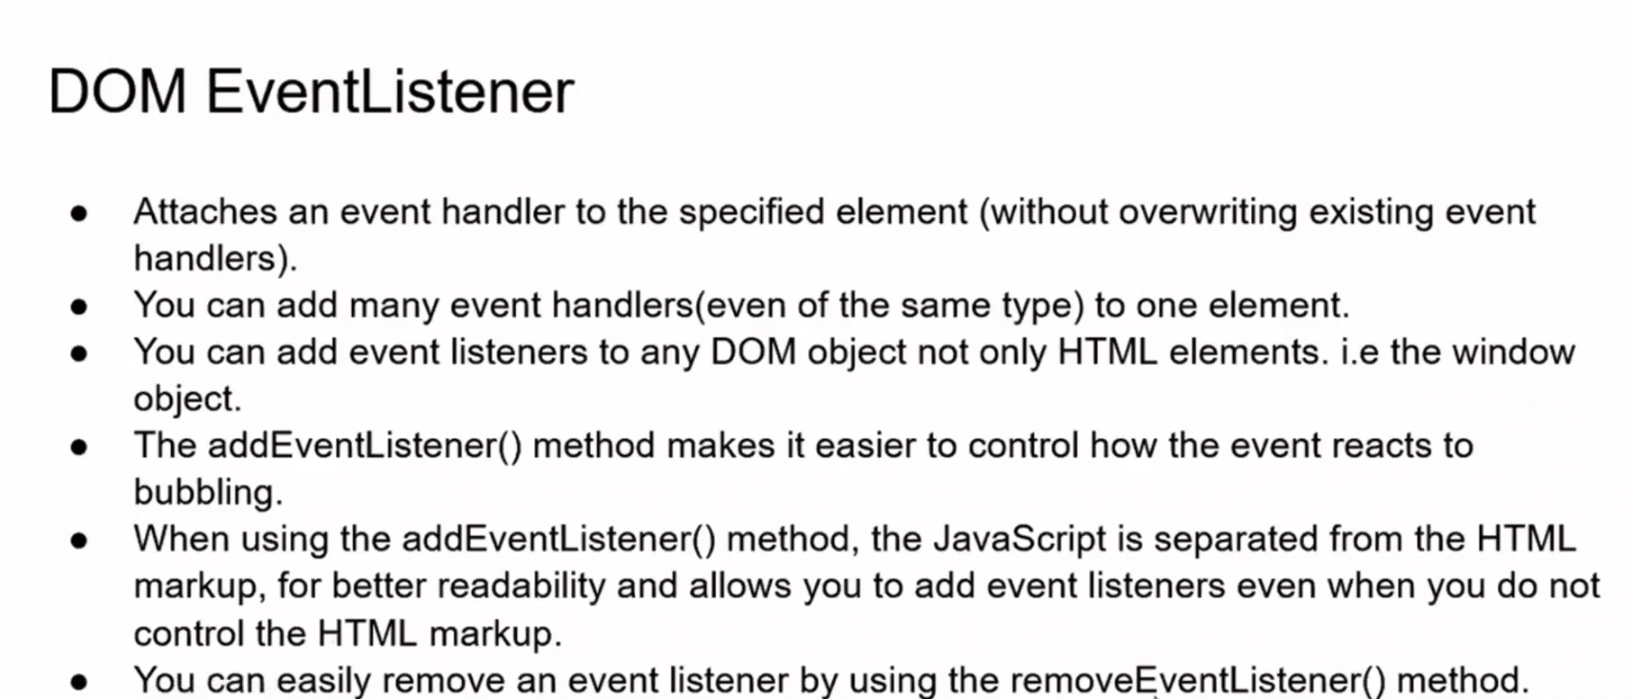 DOM EventListener
● Attaches an event handler to the specified element (without overwriting existing event
handlers).
● You can add many event handlers(even of the same type) to one element.
● You can add event listeners to any DOM object not only HTML elements. i.e the window
object.
● The addEventListener() method makes it easier to control how the event reacts to
bubbling.
● When using the addEventListener() method, the JavaScript is separated from the HTML
markup, for better readability and allows you to add event listeners even when you do not
control the HTML markup.
● You can easily remove an event listener by using the removeEventListener() method.